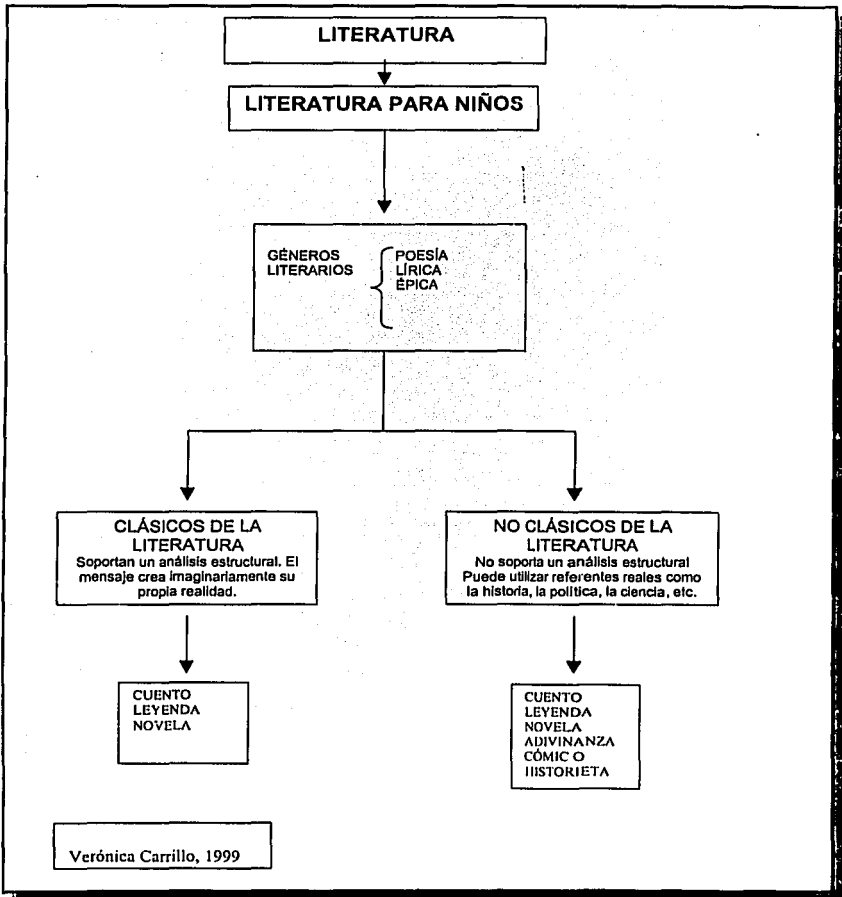 LITERATURA
LITERATURA PARA NIÑOS
GÉNEROS
LITERARIOS
POESÍA
LÍRICA
ÉPICA
CLÁSICOS DE LA
LITERATURA
Soportan un análisis estructural. El
mensaje crea imaginariamente su
propia realidad.
NO CLÁSICOS DE LA
LITERATURA
No soporta un análisis estructural
Puede utilizar referentes reales como
la historia, la política, la ciencia, etc.
CUENTO
LEYENDA
NOVELA
CUENTO
LEYENDA
NOVELA
ADIVINANZA
CÓMIC O
HISTORIETA
Verónica Carrillo, 1999